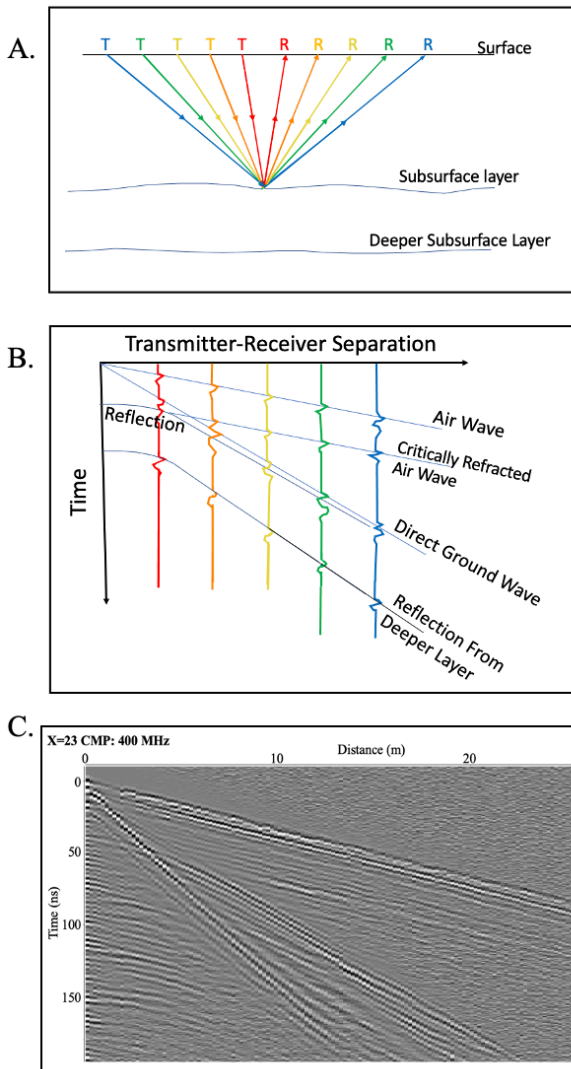 A.
T T T T T R R R R R
Surface
Subsurface layer
Deeper Subsurface Layer
B.
Transmitter-Receiver Separation
Time
Reflection
Air Wave
Critically Refracted
Air Wave
Direct Ground Wave
Reflection From
Deeper Layer
C.
X=23 CMP: 400 MHz
Distance (m)
0 10 20
Time (ns)
0
50
100
150